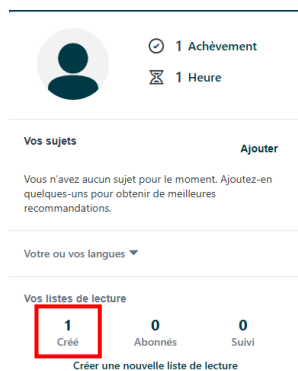 1 Achèvement
1 Heure
Vos sujets
Ajouter
Vous n'avez aucun sujet pour le moment. Ajoutez-en
quelques-uns pour obtenir de meilleures
recommandations.
Votre ou vos langues
Vos listes de lecture
1 0 0
Créé Abonnés Suivi
Créer une nouvelle liste de lecture